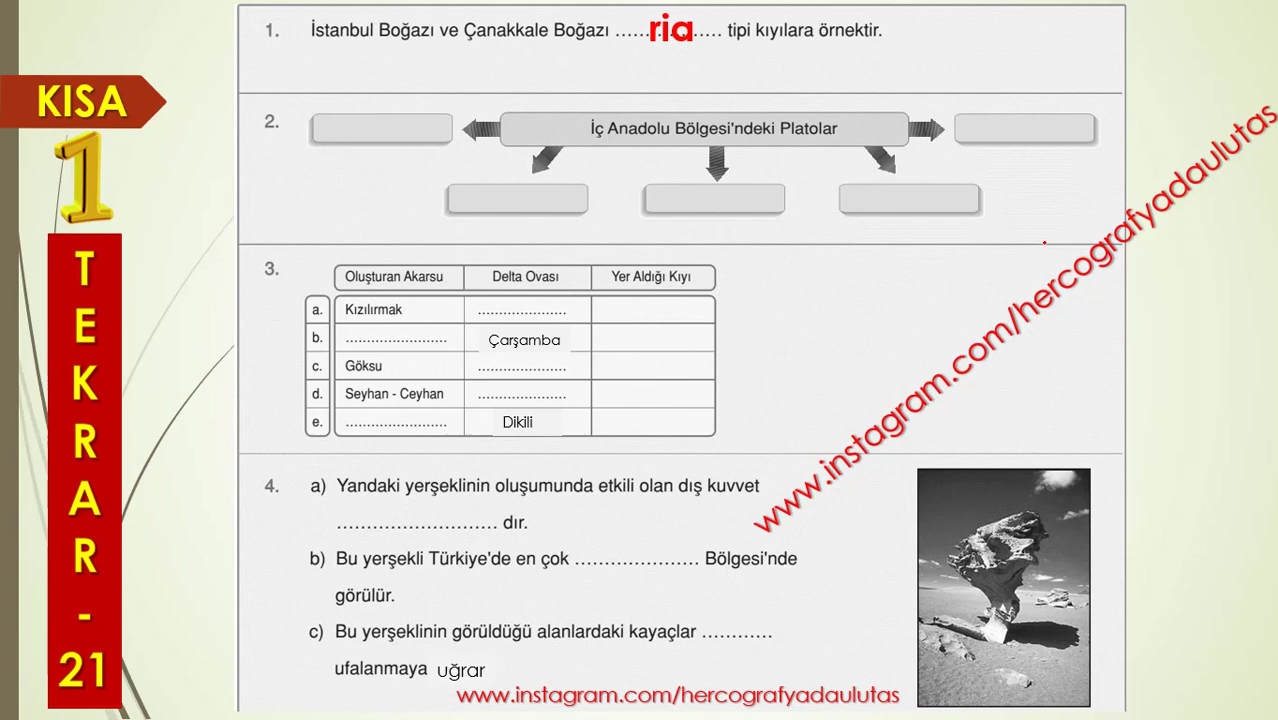 KISA
1
T
E
K
R
A
R
-
21
1. İstanbul Boğazı ve Çanakkale Boğazı ......ria...... tipi kıyılara örnektir.
2. İç Anadolu Bölgesi'ndeki Platolar
3.
Oluşturan Akarsu Delta Ovası Yer Aldığı Kıyı
a. Kızılırmak .....................
b. ........................ Çarşamba
c. Göksu .....................
d. Seyhan - Ceyhan .....................
e. ........................ Dikili
4. a) Yandaki yerşeklinin oluşumunda etkili olan dış kuvvet
........................... dır.
b) Bu yerşekli Türkiye'de en çok ..................... Bölgesi'nde
görülür.
c) Bu yerşeklinin görüldüğü alanlardaki kayaçlar ............
ufalanmaya uğrar
www.instagram.com/hercografyadaulutas
www.instagram.com/hercografyadaulutas